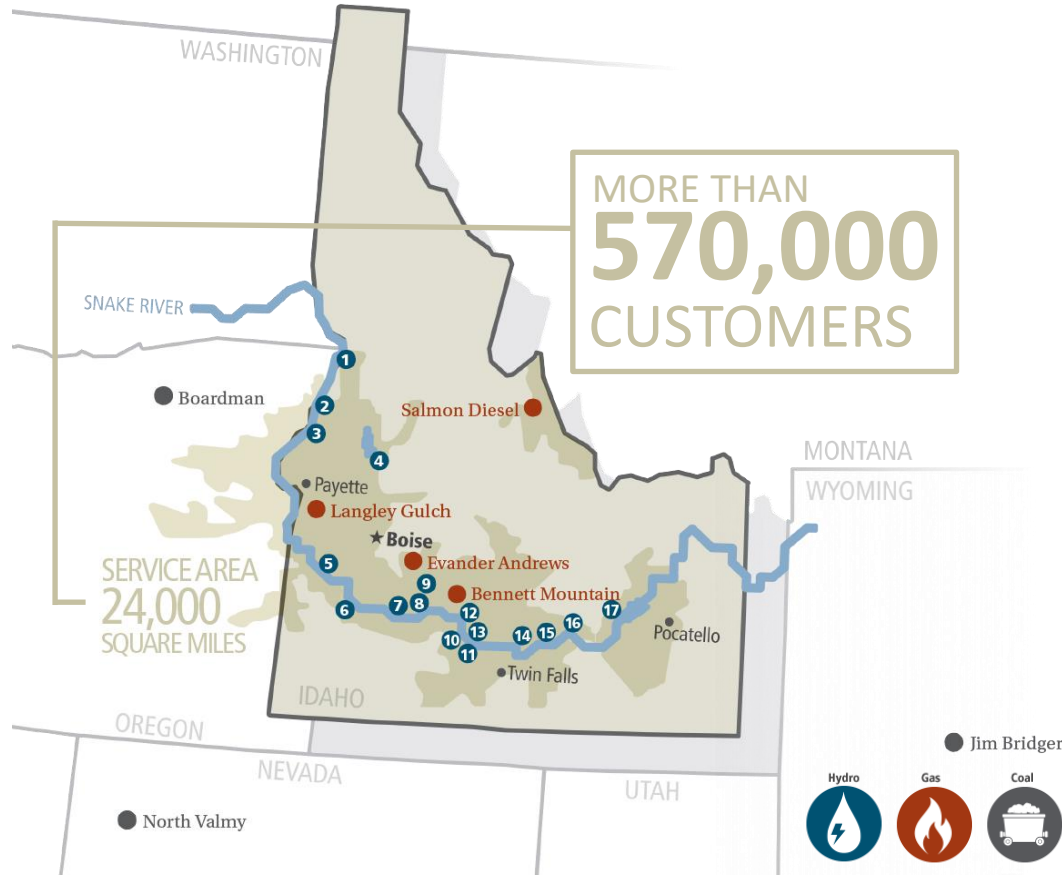 WASHINGTON
MORE THAN
570,000
CUSTOMERS
SNAKE RIVER
1
Boardman
2
Salmon Diesel
3
4
MONTANA
Payette
WYOMING
Langley Gulch
Boise
5
Evander Andrews
SERVICE AREA
24,000
SQUARE MILES
9
Bennett Mountain
6
7
8
12
17
10
13
14
15
16
Pocatello
11
Twin Falls
IDAHO
OREGON
Jim Bridger
NEVADA
UTAH
Hydro
Gas
Coal
North Valmy